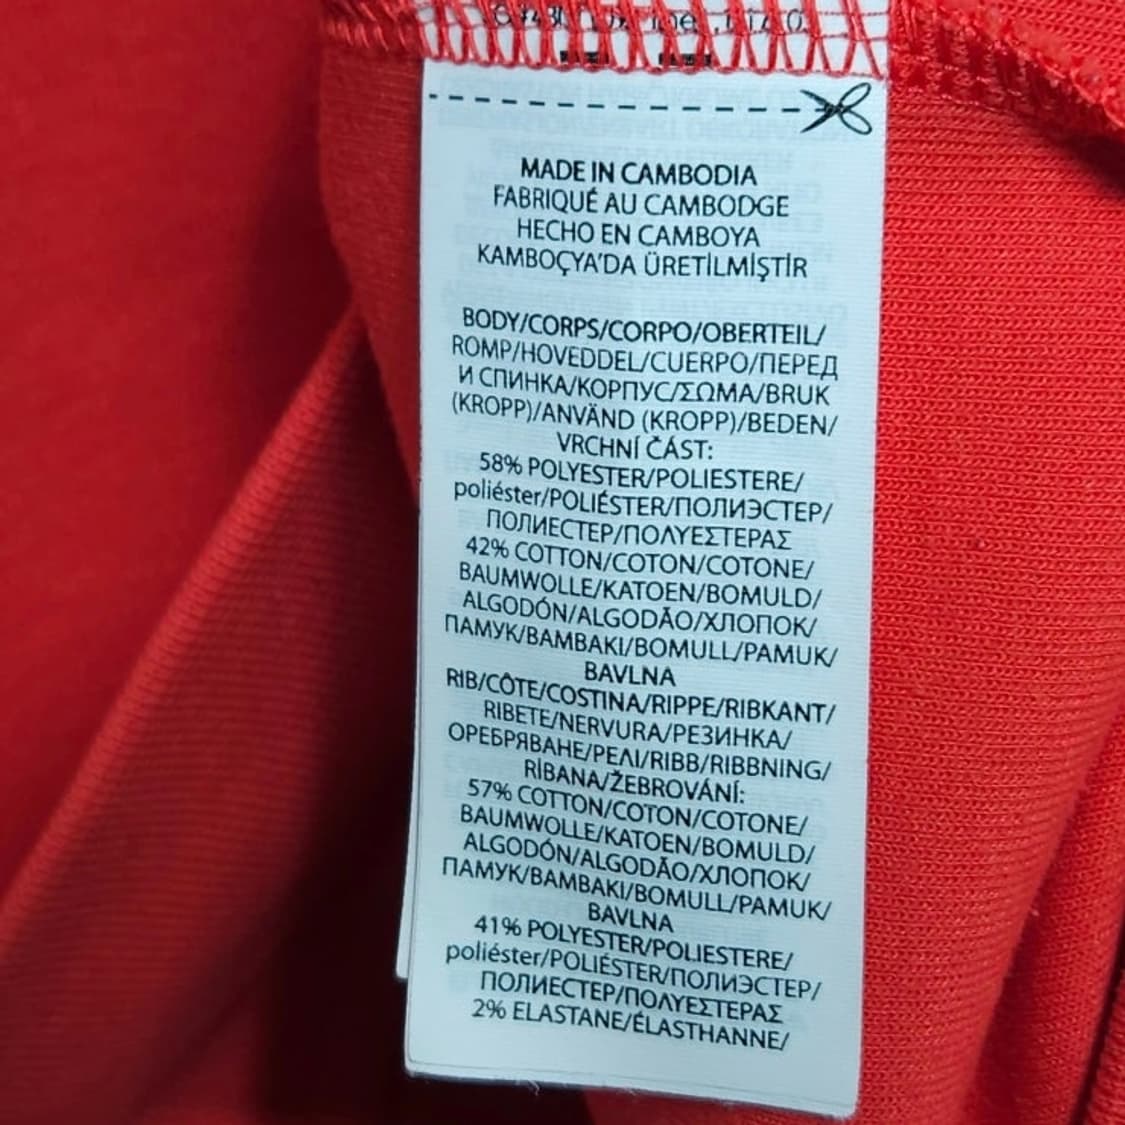 MADE IN CAMBODIA
FABRIQUÉ AU CAMBODGE
HECHO EN CAMBOYA
KAMBOÇYA'DA ÜRETİLMİŞTİR
BODY/CORPS/CORPO/OBERTEIL/
ROMP/HOVEDDEL/CUERPO/ПЕРЕД
И СПИНКА/КОРПУС/ΣΩΜΑ/BRUK
(KROPP)/ANVÄND (KROPP)/BEDEN/
VRCHNÍ ČÁST:
58% POLYESTER/POLIESTERE/
poliéster/POLIÉSTER/ПОЛИЭСТЕР/
ПОЛИЕСТЕР/ΠΟΛΥΕΣΤΕΡΑΣ
42% COTTON/COTON/COTONE/
BAUMWOLLE/KATOEN/BOMULD/
ALGODÓN/ALGODÃO/ХЛОПОК/
ПАМУК/BAMBAKI/BOMULL/PAMUK/
BAVLNA
RIB/CÔTE/COSTINA/RIPPE/RIBKANT/
RIBETE/NERVURA/РЕЗИНКА/
ОРЕБРЯВАНЕ/ΡΕΛΙ/RIBB/RIBBNING/
RİBANA/ŽEBROVÁNÍ:
57% COTTON/COTON/COTONE/
BAUMWOLLE/KATOEN/BOMULD/
ALGODÓN/ALGODÃO/ХЛОПОК/
ПАМУК/BAMBAKI/BOMULL/PAMUK/
BAVLNA
41% POLYESTER/POLIESTERE/
poliéster/POLIÉSTER/ПОЛИЭСТЕР/
ПОЛИЕСТЕР/ΠΟΛΥΕΣΤΕΡΑΣ
2% ELASTANE/ÉLASTHANNE/